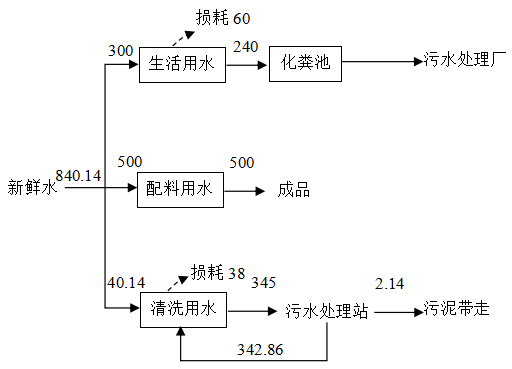 损耗 60
300
240
生活用水
化粪池
污水处理厂
840.14
500
500
新鲜水
配料用水
成品
损耗 38
40.14
345
2.14
清洗用水
污水处理站
污泥带走
342.86